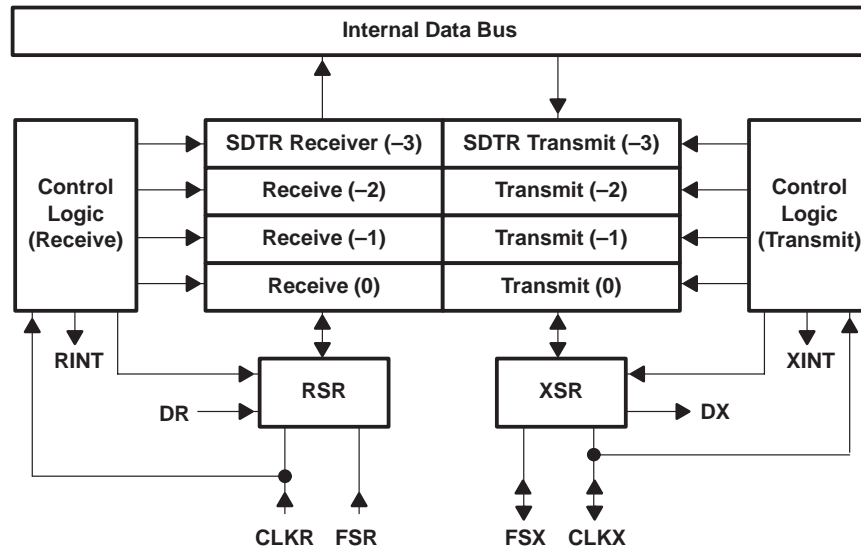 Internal Data Bus
Control
Logic
(Receive)
SDTR Receiver (–3)
SDTR Transmit (–3)
Receive (–2)
Transmit (–2)
Receive (–1)
Transmit (–1)
Receive (0)
Transmit (0)
Control
Logic
(Transmit)
RINT
XINT
RSR
XSR
DR
DX
CLKR
FSR
FSX
CLKX